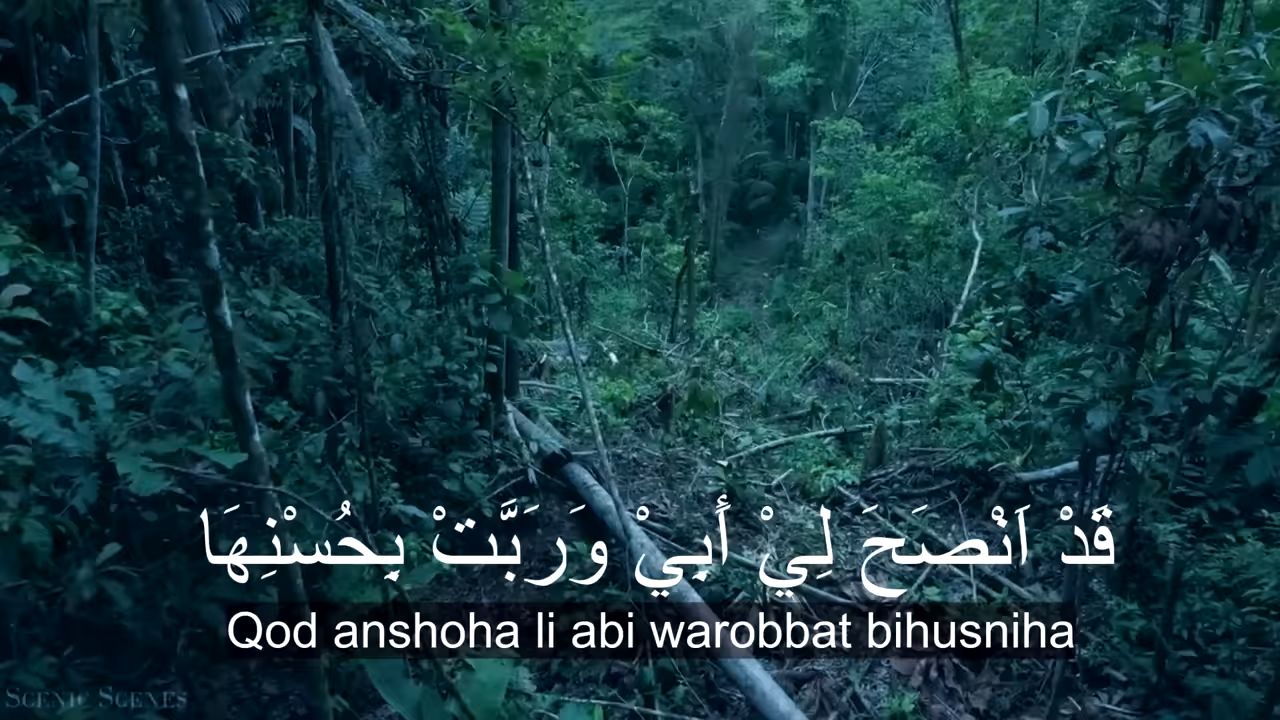 قَدْ اَنْصَحَ لِيْ أَبِيْ وَرَبَّتْ بِحُسْنِهَا
Qod anshoha li abi warobbat bihusniha
SCENIC SCENES